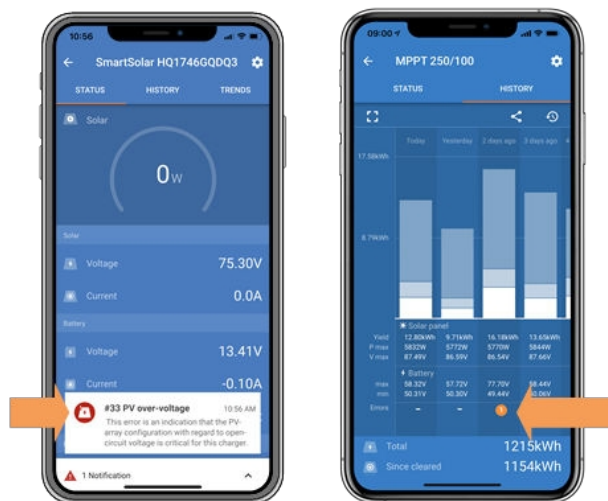 10:56
SmartSolar HQ1746GQDQ3
STATUS HISTORY TRENDS
Solar
0W
Solar
Voltage 75.30V
Current 0.0A
Battery
Voltage 13.41V
Current -0.10A
#33 PV over-voltage 10:56 AM
This error is an indication that the PV-
array configuration with regard to open-
circuit voltage is critical for this charger.
1 Notification
09:00
MPPT 250/100
STATUS HISTORY
Today Yesterday 2 days ago 3 days ago
17.58kWh
8.79kWh
Solar panel
Yield 12.80kWh 9.71kWh 16.18kWh 13.65kWh
P max 5832W 5772W 5770W 5844W
V max 87.49V 86.59V 86.54V 87.66V
Battery
max 58.32V 57.72V 77.70V 58.44V
min 50.31V 50.30V 49.44V
Errors - - 1
Total 1215kWh
Since cleared 1154kWh